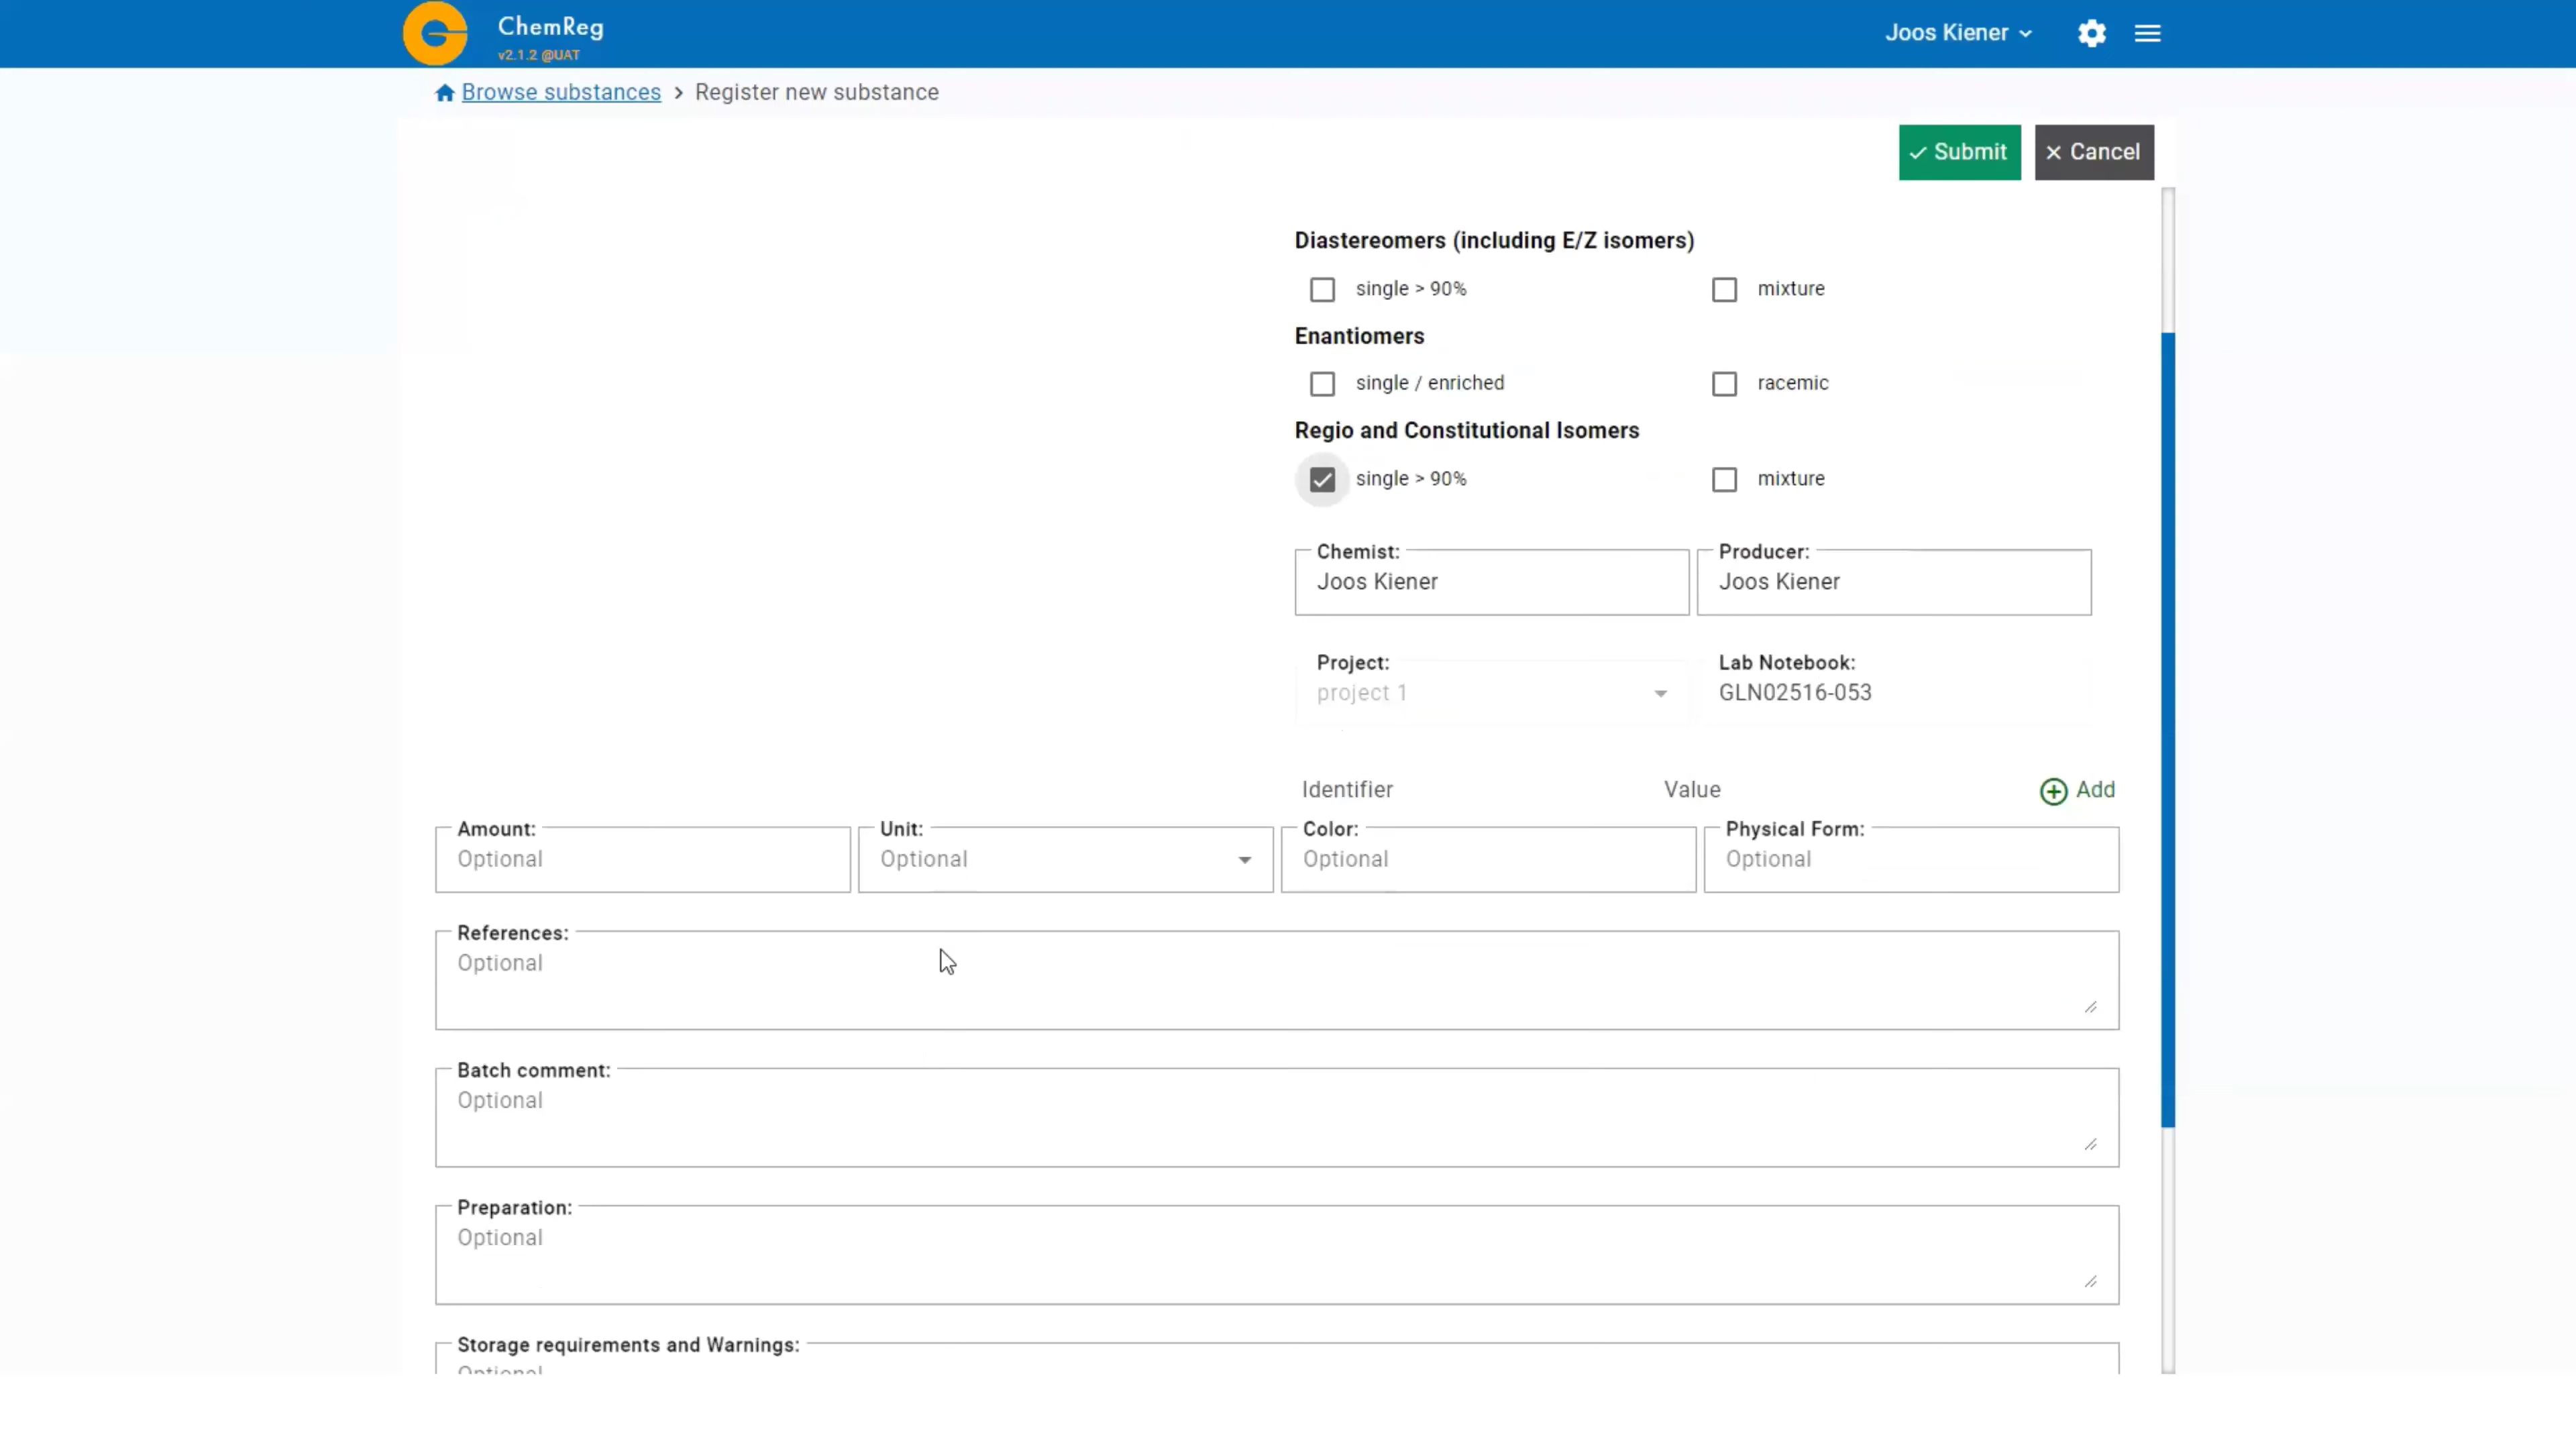 ChemReg
v2.1.2 @UAT
Joos Kiener
Browse substances > Register new substance
Submit
Cancel
Diastereomers (including E/Z isomers)
single > 90%
mixture
Enantiomers
single / enriched
racemic
Regio and Constitutional Isomers
single > 90%
mixture
Chemist:
Joos Kiener
Producer:
Joos Kiener
Project:
project 1
Lab Notebook:
GLN02516-053
Identifier
Value
Add
Amount:
Optional
Unit:
Optional
Color:
Optional
Physical Form:
Optional
References:
Optional
Batch comment:
Optional
Preparation:
Optional
Storage requirements and Warnings:
Optional